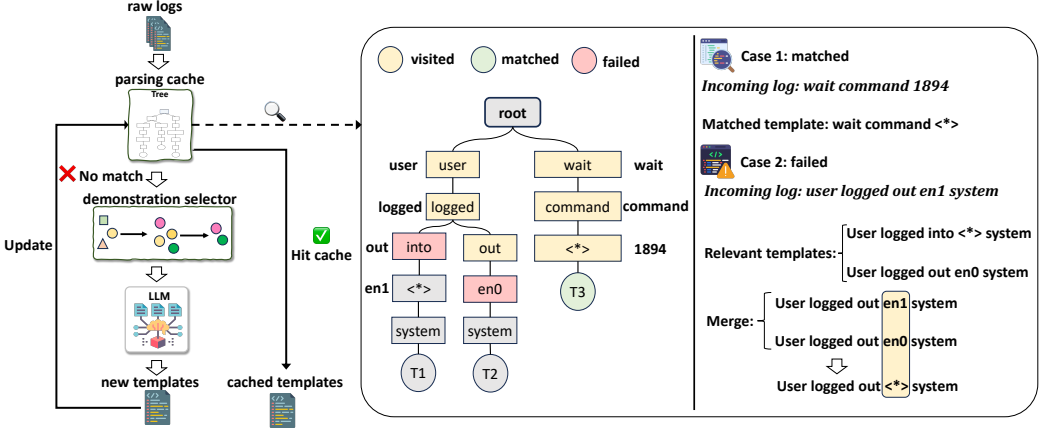 raw logs
parsing cache
Tree
No match
demonstration selector
Update
Hit cache
LLM
new templates
cached templates
visited
matched
failed
root
user
user
wait
wait
logged
logged
command
command
out
into
out
<*>
1894
en1
<*>
en0
T3
system
system
T1
T2
Case 1: matched
Incoming log: wait command 1894
Matched template: wait command <*>
Case 2: failed
Incoming log: user logged out en1 system
Relevant templates:
User logged into <*> system
User logged out en0 system
Merge:
User logged out en1 system
User logged out en0 system
User logged out <*> system